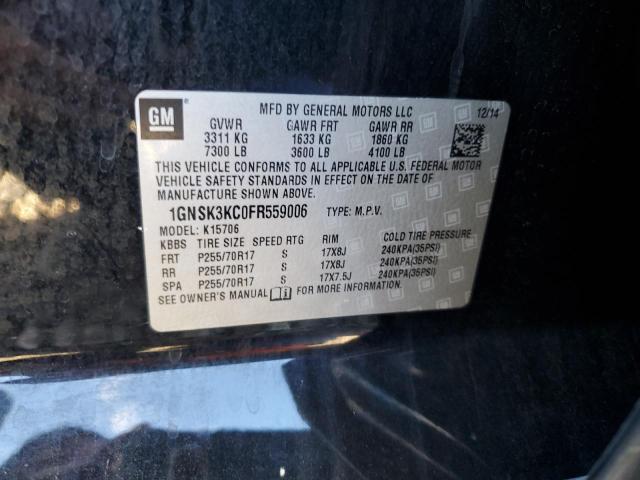 GM
MFD BY GENERAL MOTORS LLC 12/14
GVWR GAWR FRT GAWR RR
3311 KG 1633 KG 1860 KG
7300 LB 3600 LB 4100 LB
THIS VEHICLE CONFORMS TO ALL APPLICABLE U.S. FEDERAL MOTOR
VEHICLE SAFETY STANDARDS IN EFFECT ON THE DATE OF
MANUFACTURE SHOWN ABOVE.
1GNSK3KC0FR559006 TYPE: M.P.V.
MODEL: K15706
KBBS TIRE SIZE SPEED RTG RIM COLD TIRE PRESSURE
FRT P255/70R17 S 17X8J 240KPA(35PSI)
RR P255/70R17 S 17X8J 240KPA(35PSI)
SPA P255/70R17 S 17X7.5J 240KPA(35PSI)
SEE OWNER'S MANUAL FOR MORE INFORMATION.